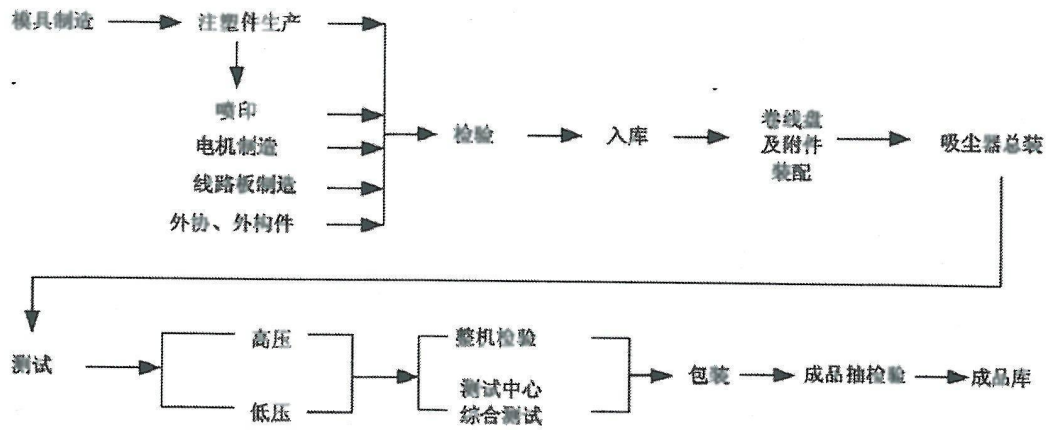 模具制造
注塑件生产
喷印
电机制造
线路板制造
外协、外构件
检验
入库
卷线盘
及附件
装配
吸尘器总装
测试
高压
低压
整机检验
测试中心
综合测试
包装
成品抽检验
成品库